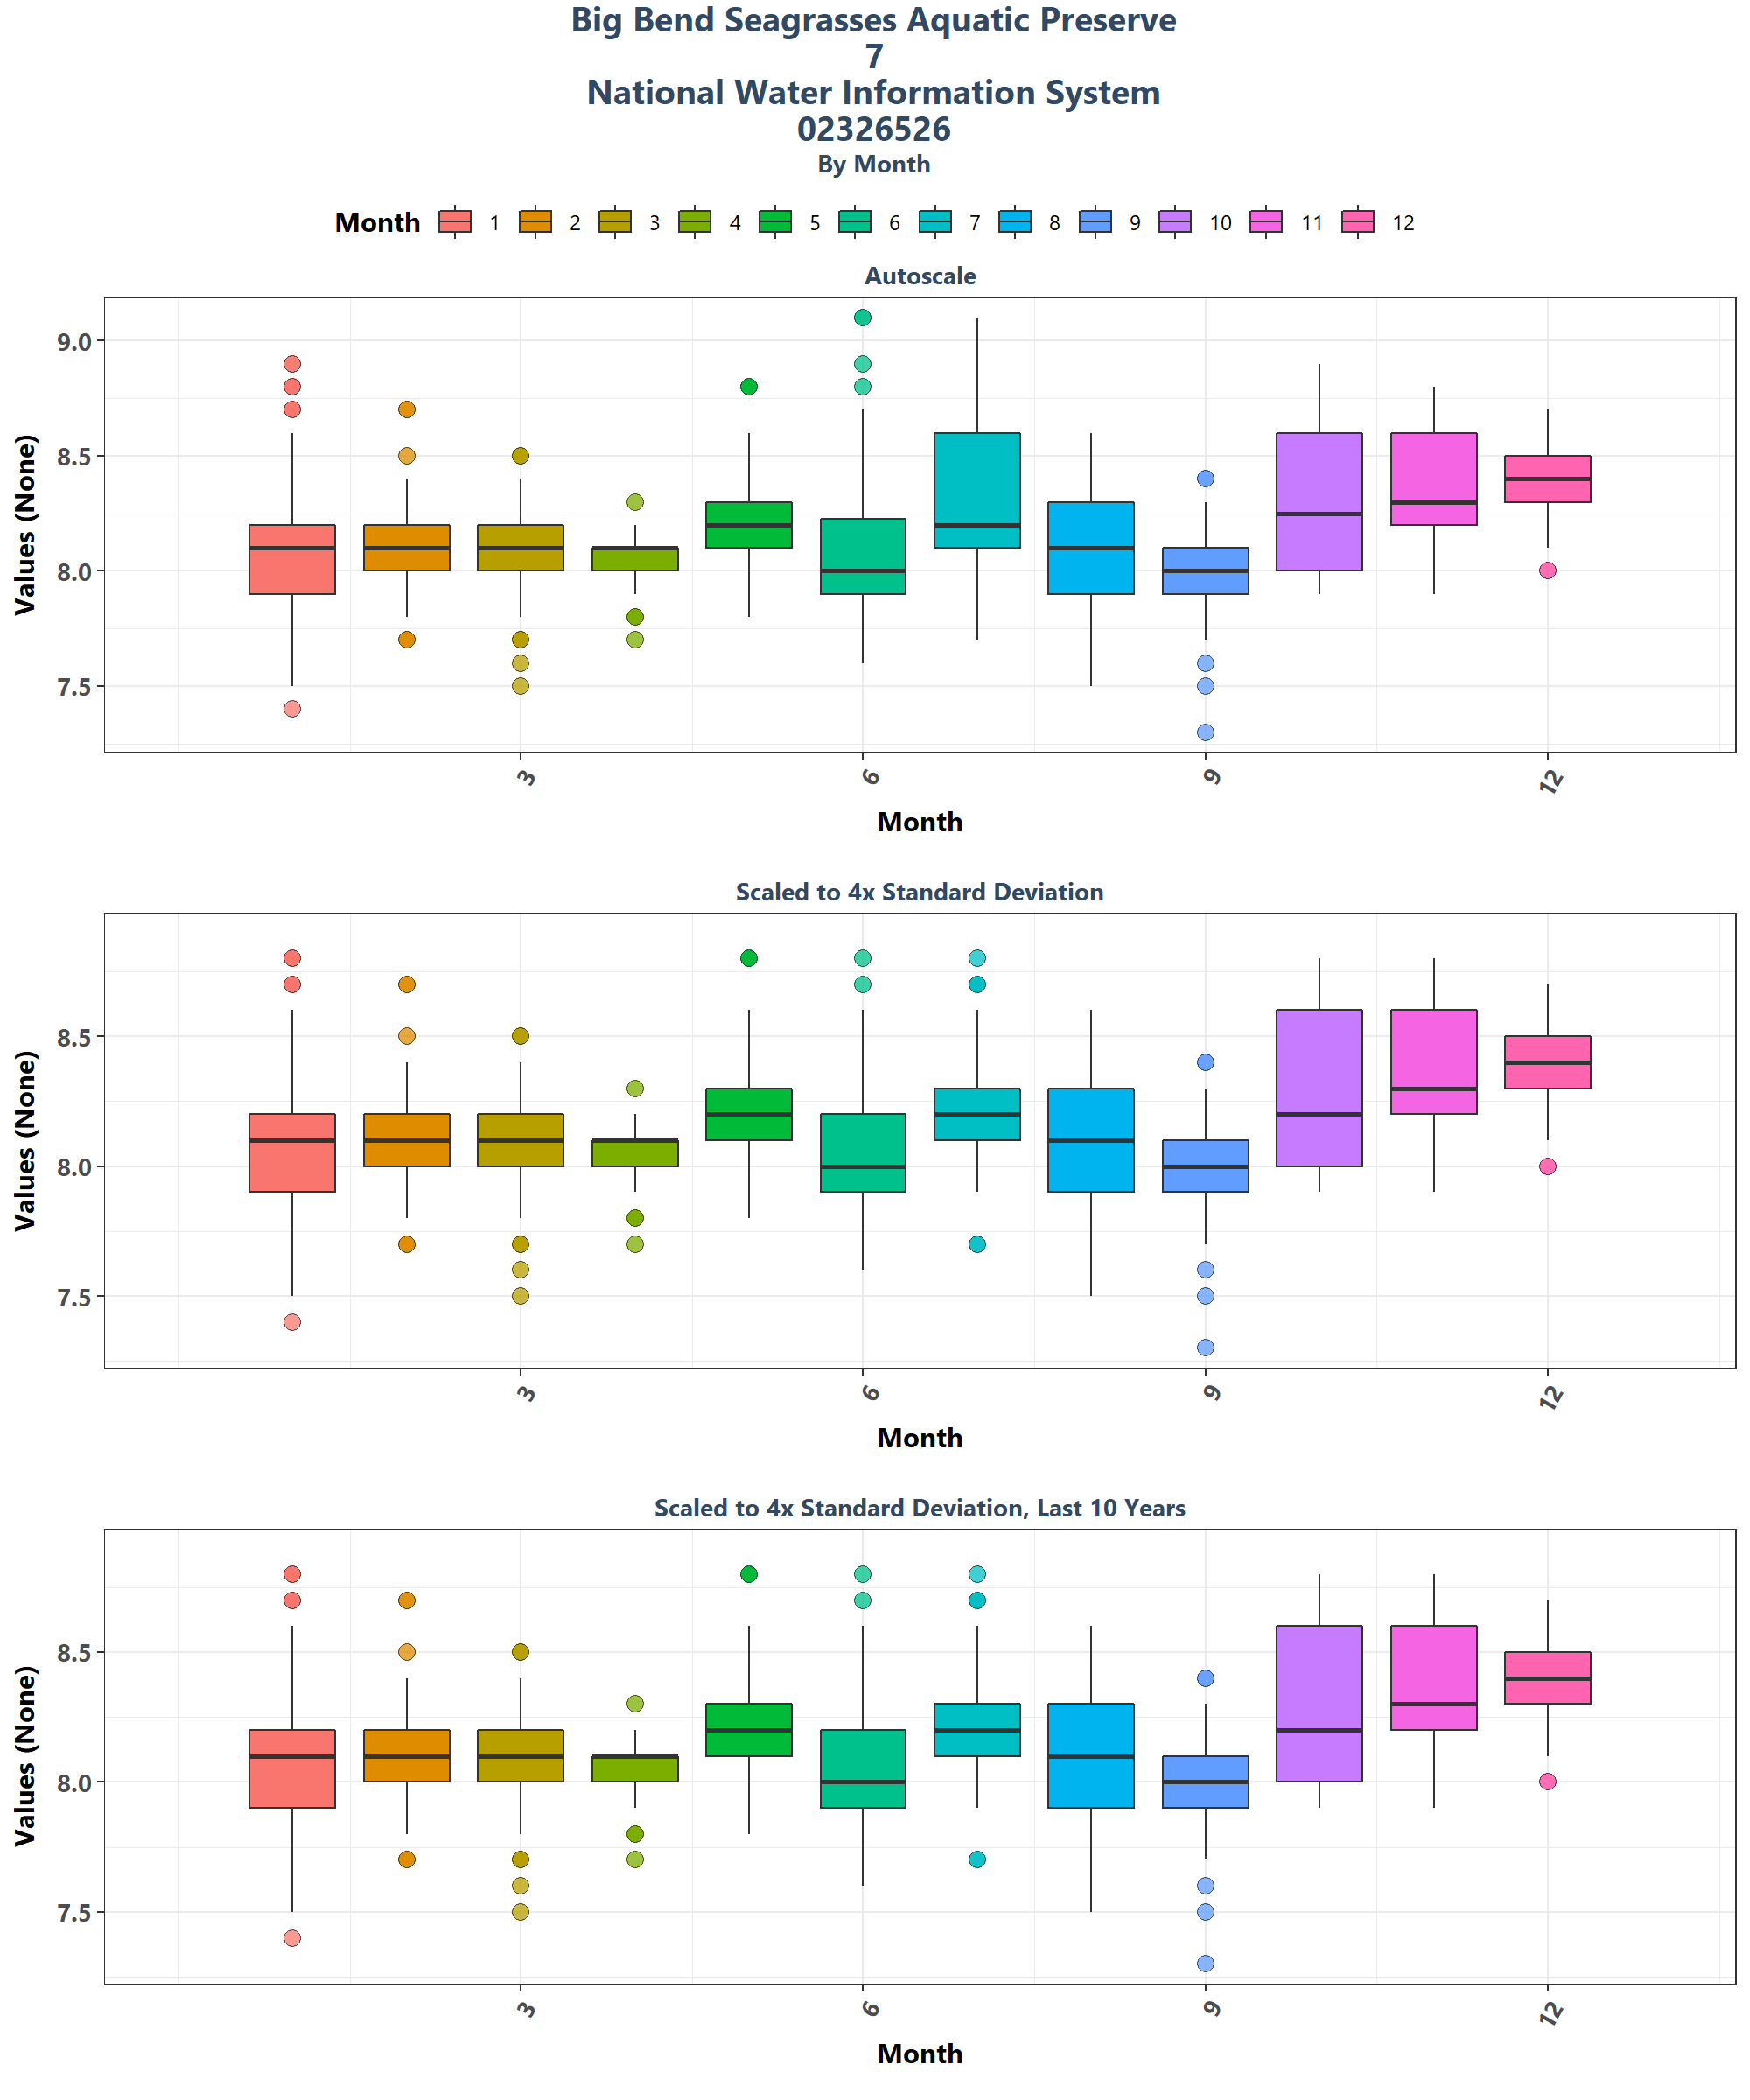 Big Bend Seagrasses Aquatic Preserve
7
National Water Information System
02326526
By Month
Month 1 2 3 4 5 6 7 8 9 10 11 12
Autoscale
Values (None)
9.0
8.5
8.0
7.5
3 6 9 12
Month
Scaled to 4x Standard Deviation
Values (None)
8.5
8.0
7.5
3 6 9 12
Month
Scaled to 4x Standard Deviation, Last 10 Years
Values (None)
8.5
8.0
7.5
3 6 9 12
Month